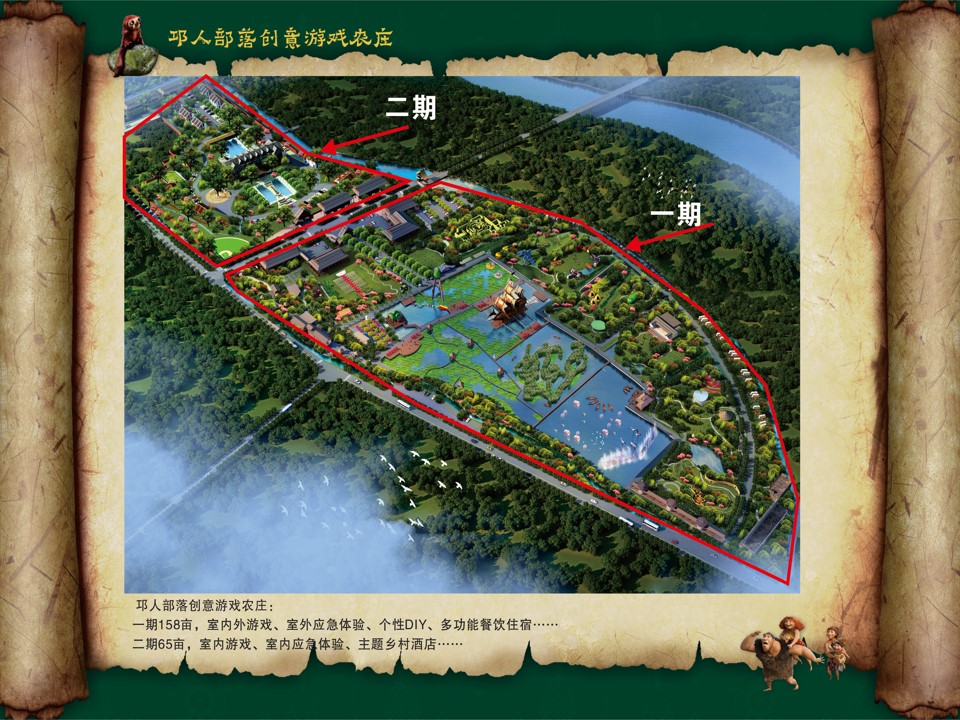 邛人部落创意游戏农庄
二期
一期
邛人部落创意游戏农庄：
一期158亩，室内外游戏、室外应急体验、个性DIY、多功能餐饮住宿……
二期65亩，室内游戏、室内应急体验、主题乡村酒店……